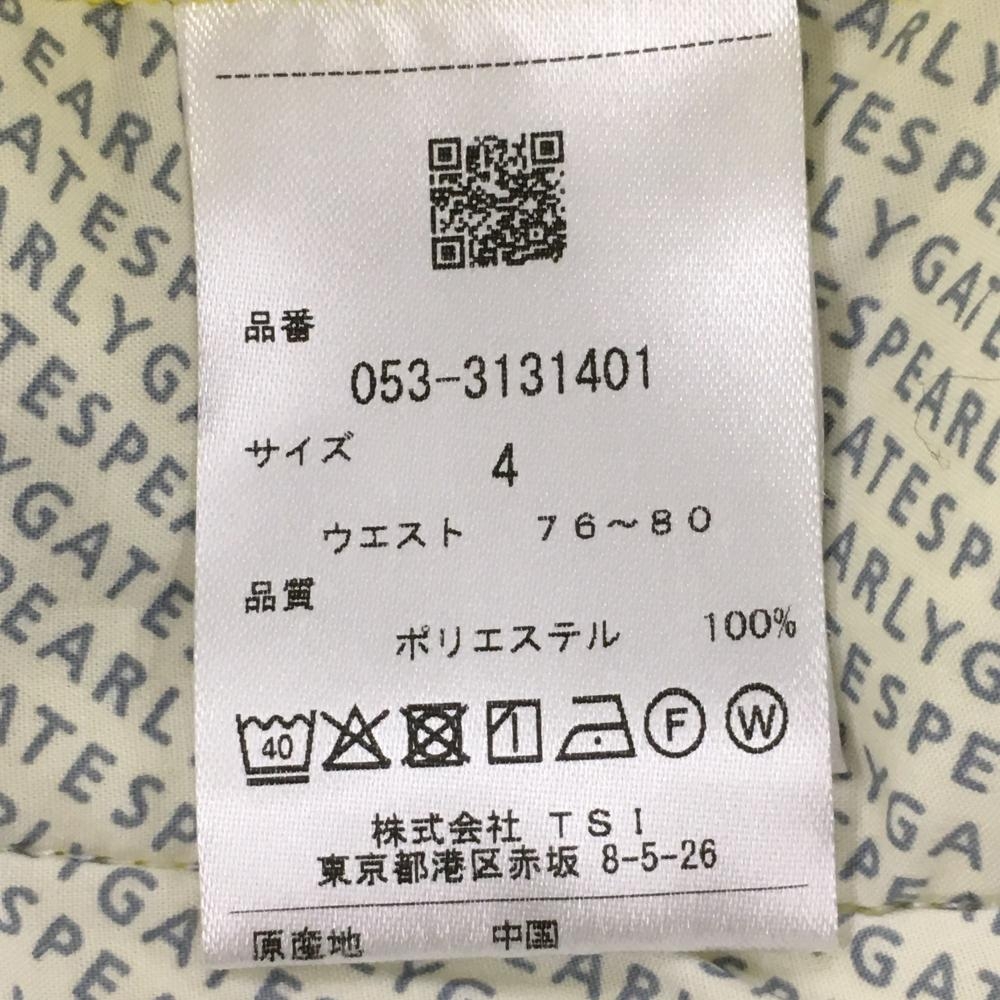 品番
053-3131401
サイズ 4
ウエスト 76~80
品質
ポリエステル 100%
40 F W
株式会社 TSI
東京都港区赤坂 8-5-26
原産地 中国
PEARLYGATES